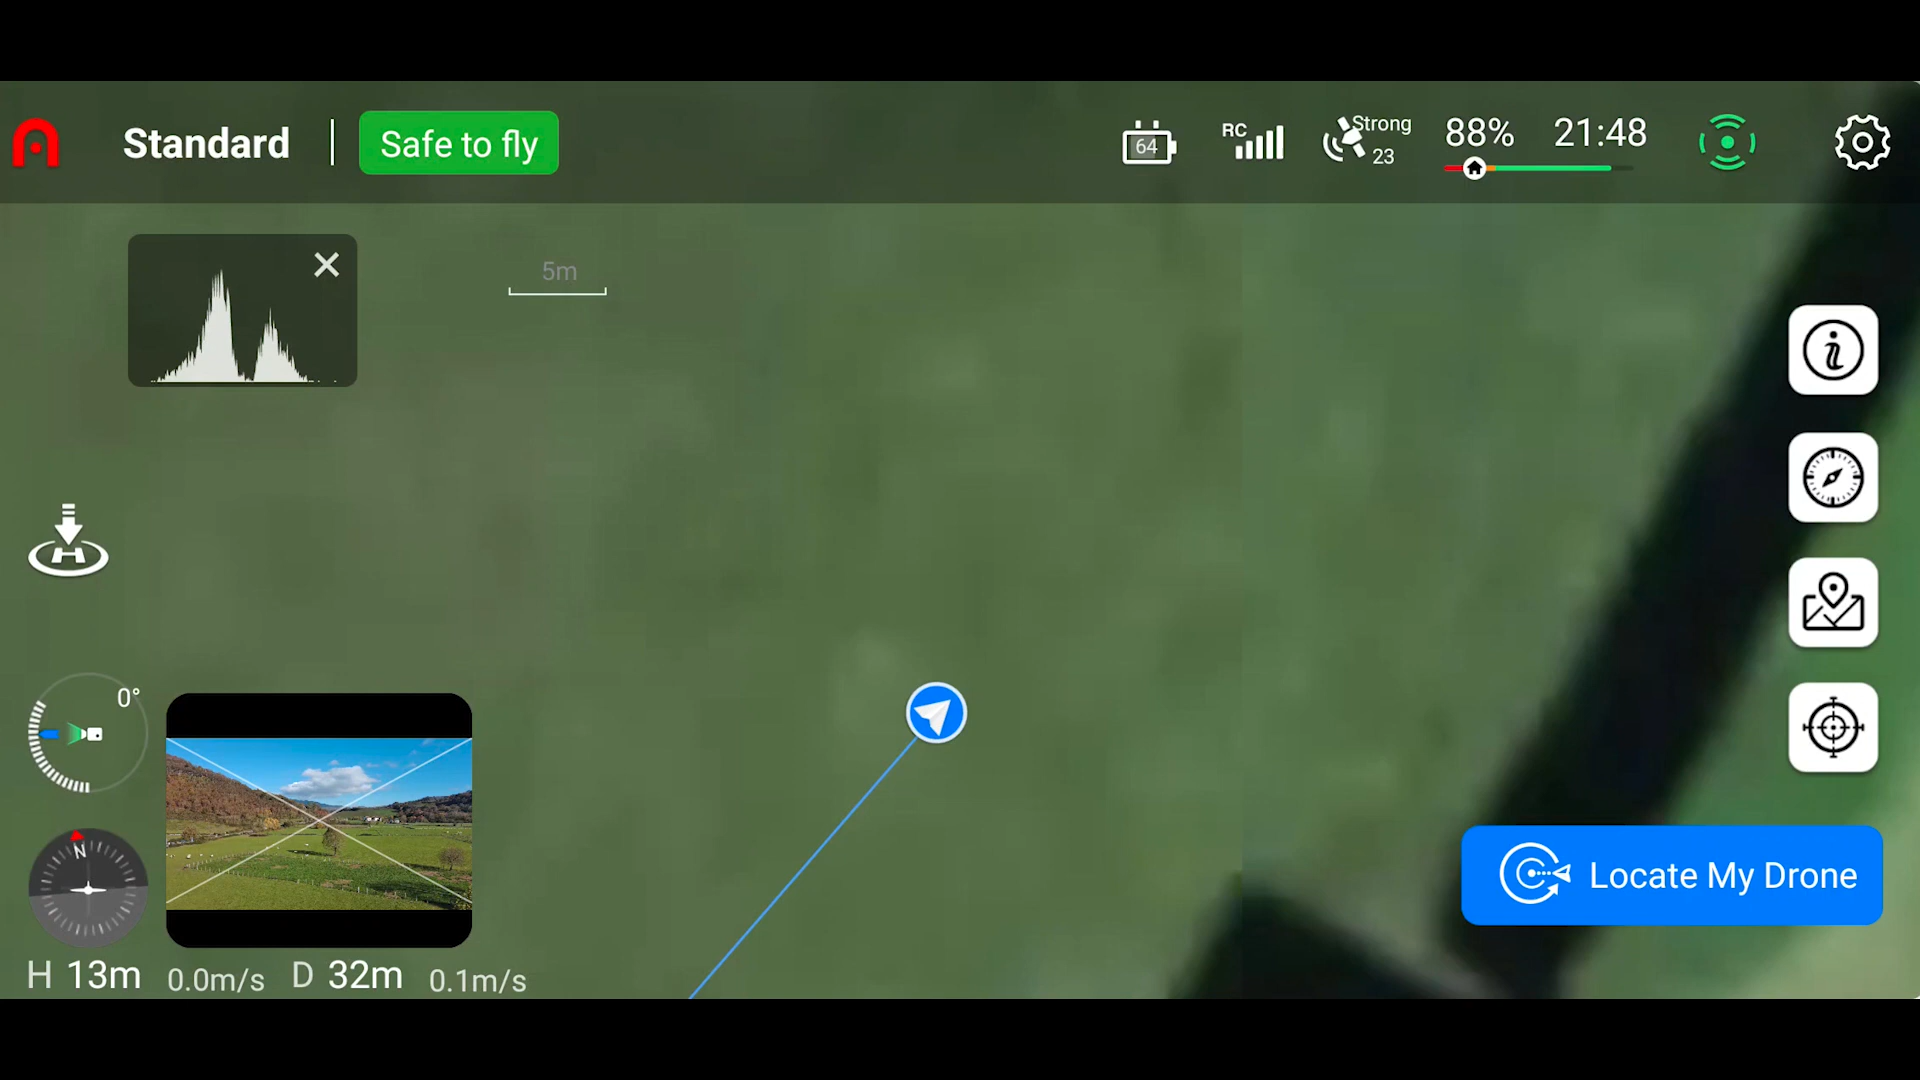 Standard
Safe to fly
64
RC
Strong
23
88%
21:48
5m
0°
N
H 13m 0.0m/s D 32m 0.1m/s
Locate My Drone